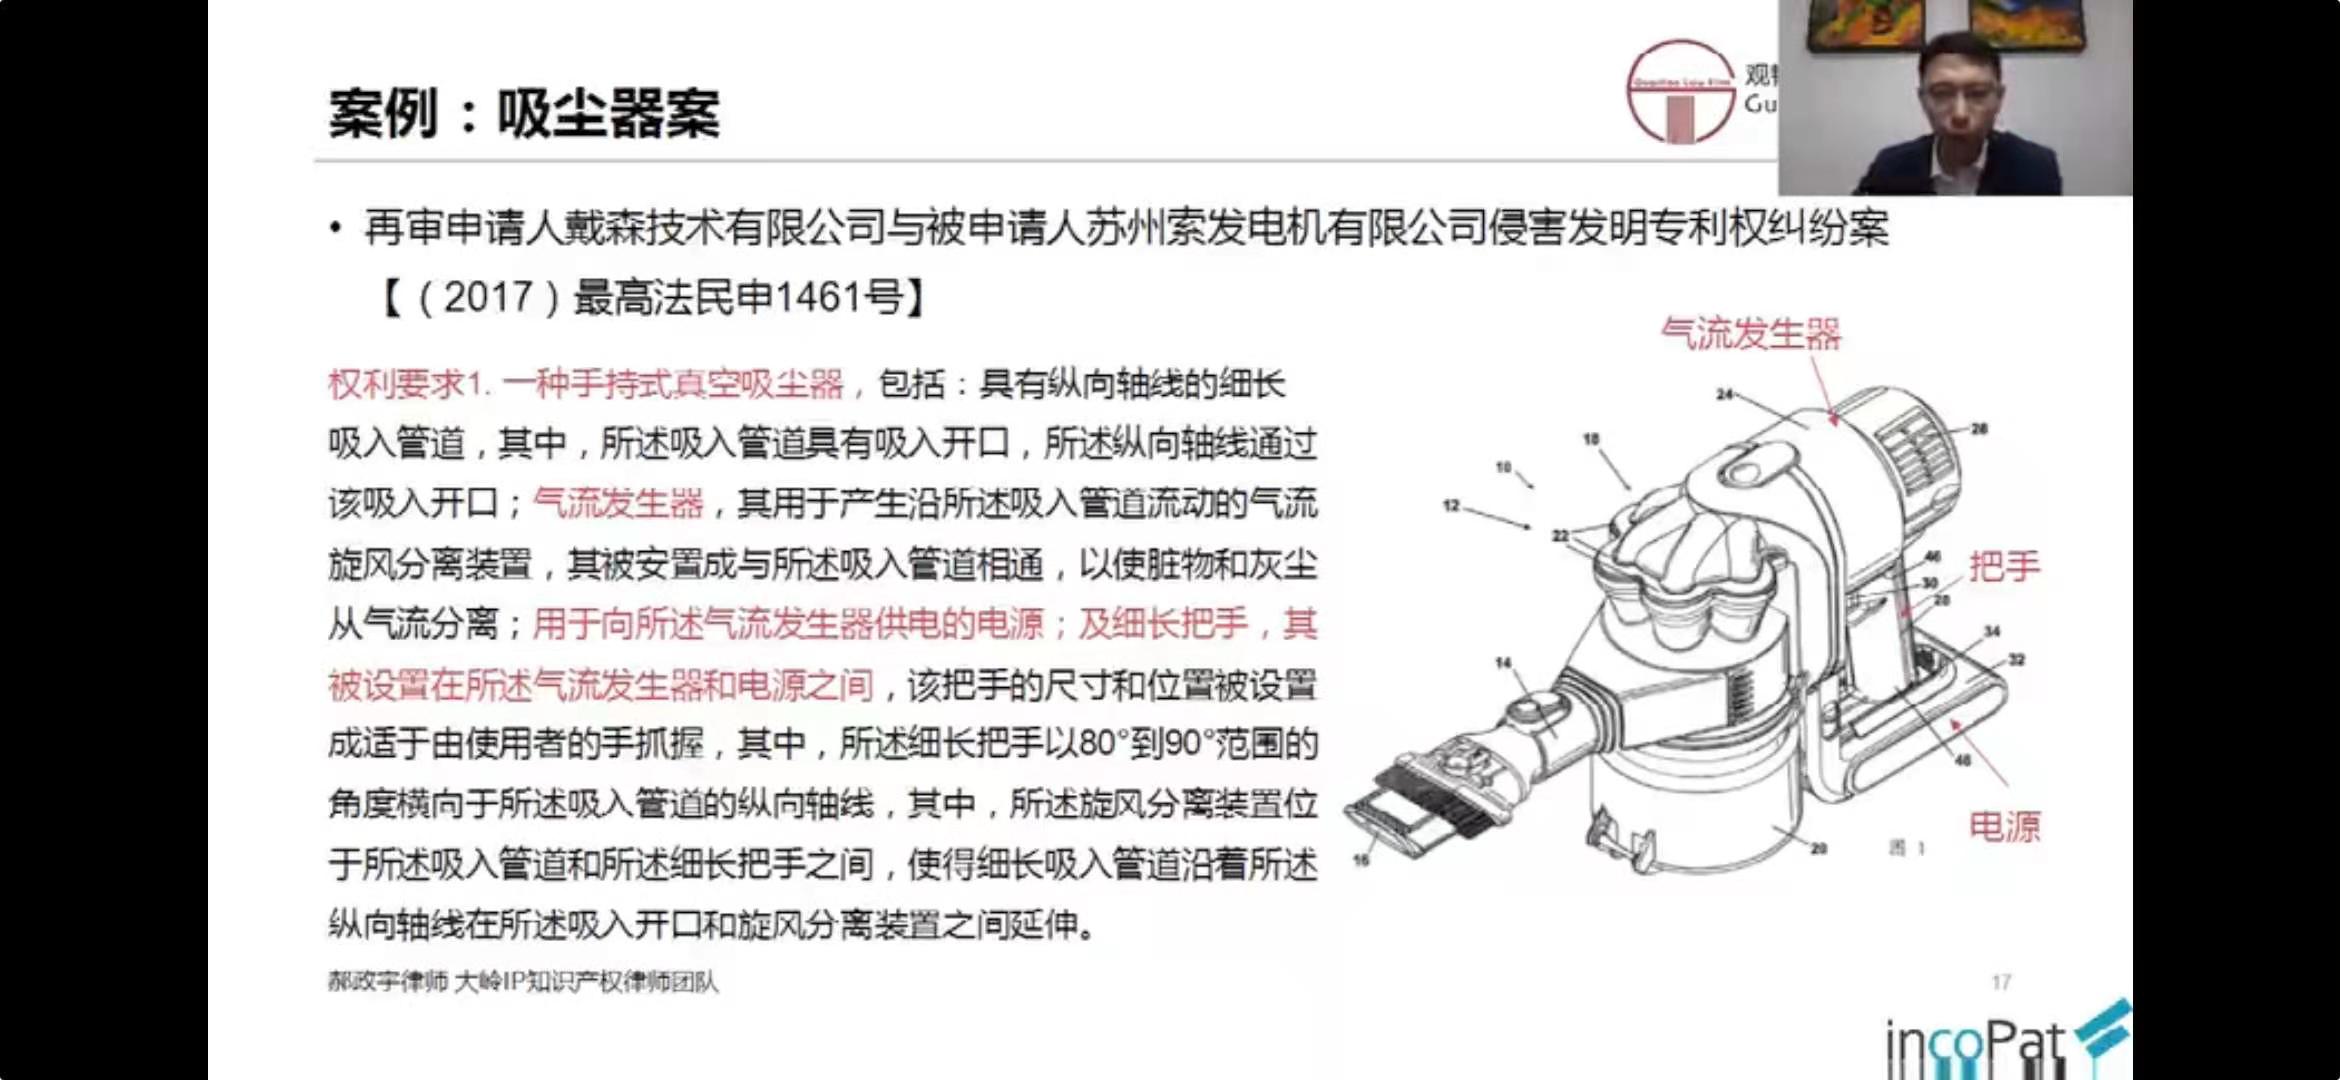 案例：吸尘器案
Guantao Law Firm
观
Gu
• 再审申请人戴森技术有限公司与被申请人苏州索发电机有限公司侵害发明专利权纠纷案
【（2017）最高法民申1461号】
权利要求1. 一种手持式真空吸尘器，包括：具有纵向轴线的细长
吸入管道，其中，所述吸入管道具有吸入开口，所述纵向轴线通过
该吸入开口；气流发生器，其用于产生沿所述吸入管道流动的气流
旋风分离装置，其被安置成与所述吸入管道相通，以使脏物和灰尘
从气流分离；用于向所述气流发生器供电的电源；及细长把手，其
被设置在所述气流发生器和电源之间，该把手的尺寸和位置被设置
成适于由使用者的手抓握，其中，所述细长把手以80°到90°范围的
角度横向于所述吸入管道的纵向轴线，其中，所述旋风分离装置位
于所述吸入管道和所述细长把手之间，使得细长吸入管道沿着所述
纵向轴线在所述吸入开口和旋风分离装置之间延伸。
气流发生器
24
28
18
10
12
22
46
把手
30
34
32
14
46
电源
16
20
图 1
郝政宇律师 大岭IP知识产权律师团队
17
incoPat